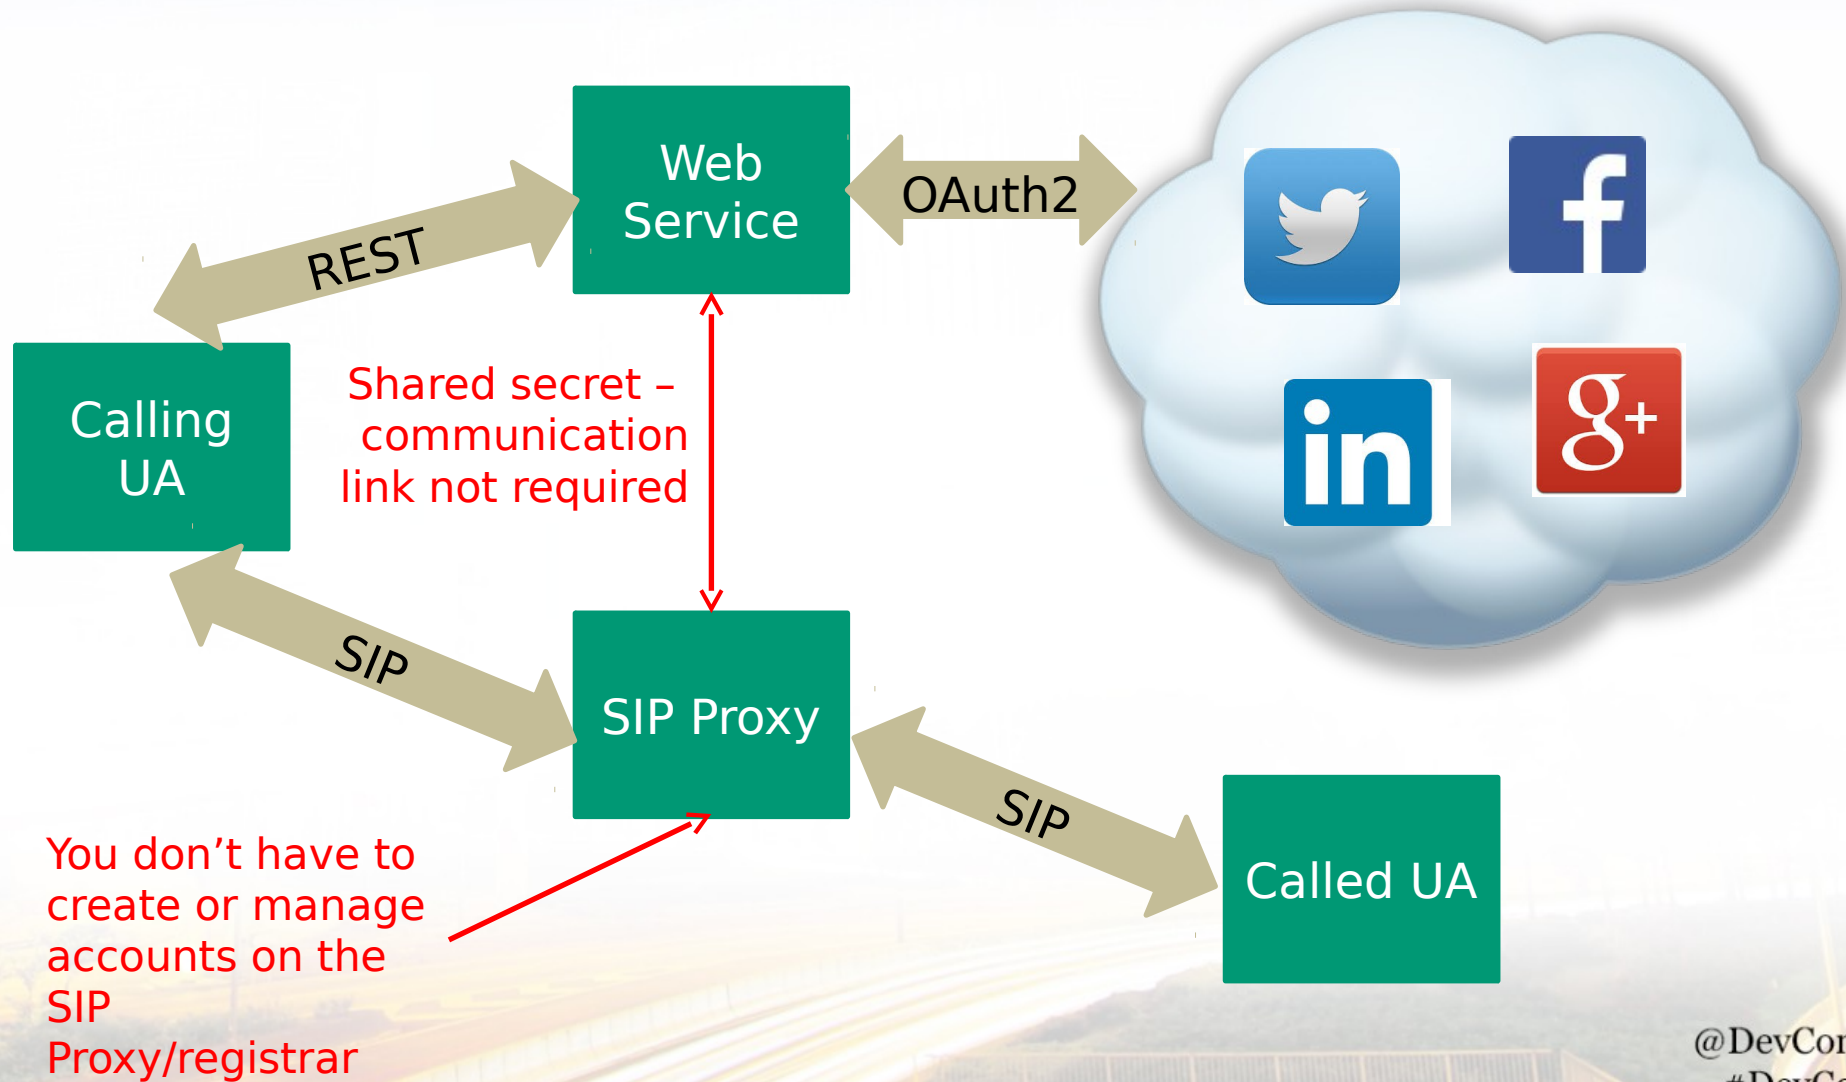 Web
Service
OAuth2
REST
f
Calling
UA
Shared secret –
communication
link not required
in
g+
SIP
SIP Proxy
SIP
Called UA
You don’t have to
create or manage
accounts on the
SIP
Proxy/registrar